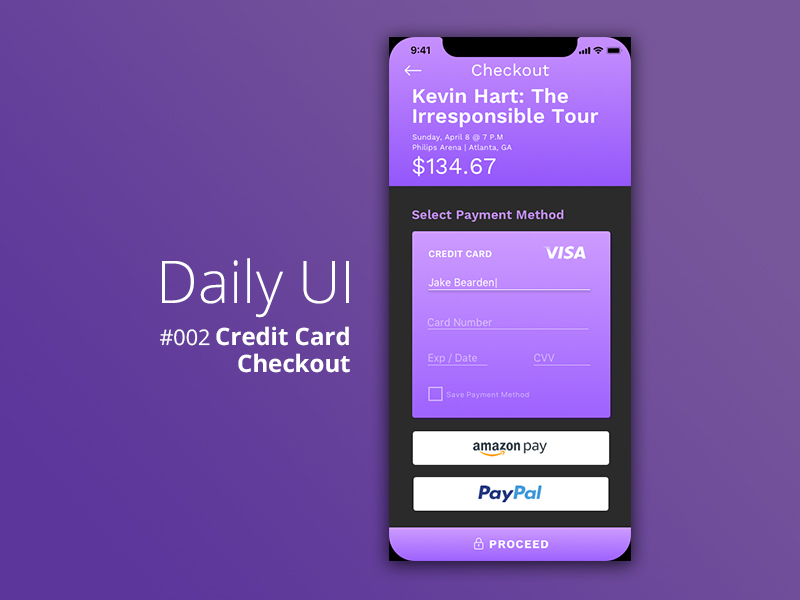 Daily UI
#002 Credit Card
Checkout
9:41
Checkout
Kevin Hart: The
Irresponsible Tour
Sunday, April 8 @ 7 P.M
Philips Arena | Atlanta, GA
$134.67
Select Payment Method
CREDIT CARD VISA
Jake Bearden
Card Number
Exp / Date CVV
Save Payment Method
amazon pay
PayPal
PROCEED